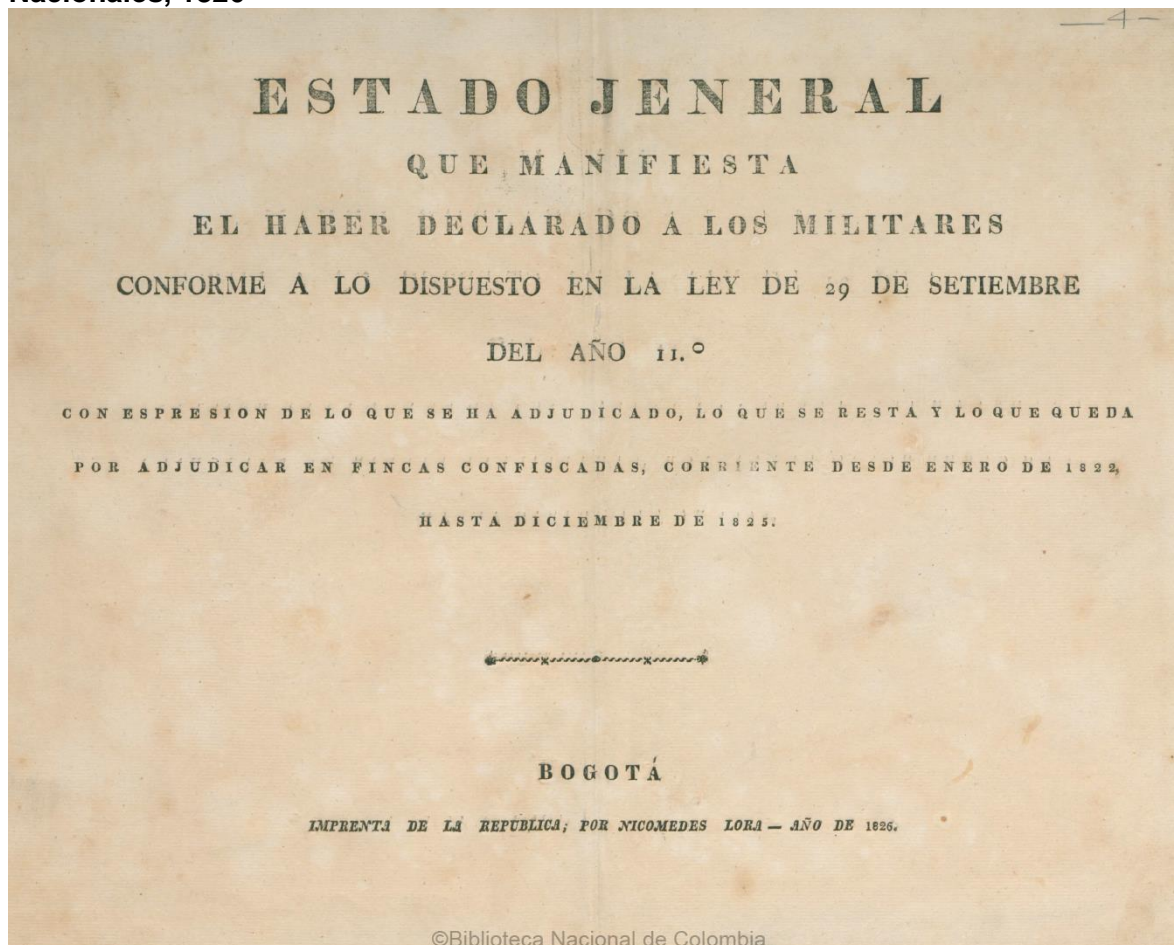 Nacionales, 1826
— 4 -
ESTADO JENERAL
QUE MANIFIESTA
EL HABER DECLARADO A LOS MILITARES
CONFORME A LO DISPUESTO EN LA LEY DE 29 DE SETIEMBRE
DEL AÑO 11.º
CON ESPRESION DE LO QUE SE HA ADJUDICADO, LO QUE SE RESTA Y LO QUE QUEDA
POR ADJUDICAR EN FINCAS CONFISCADAS, CORRIENTE DESDE ENERO DE 1822,
HASTA DICIEMBRE DE 1825.
BOGOTÁ
IMPRENTA DE LA REPUBLICA; POR NICOMEDES LORA — AÑO DE 1826.
©Biblioteca Nacional de Colombia